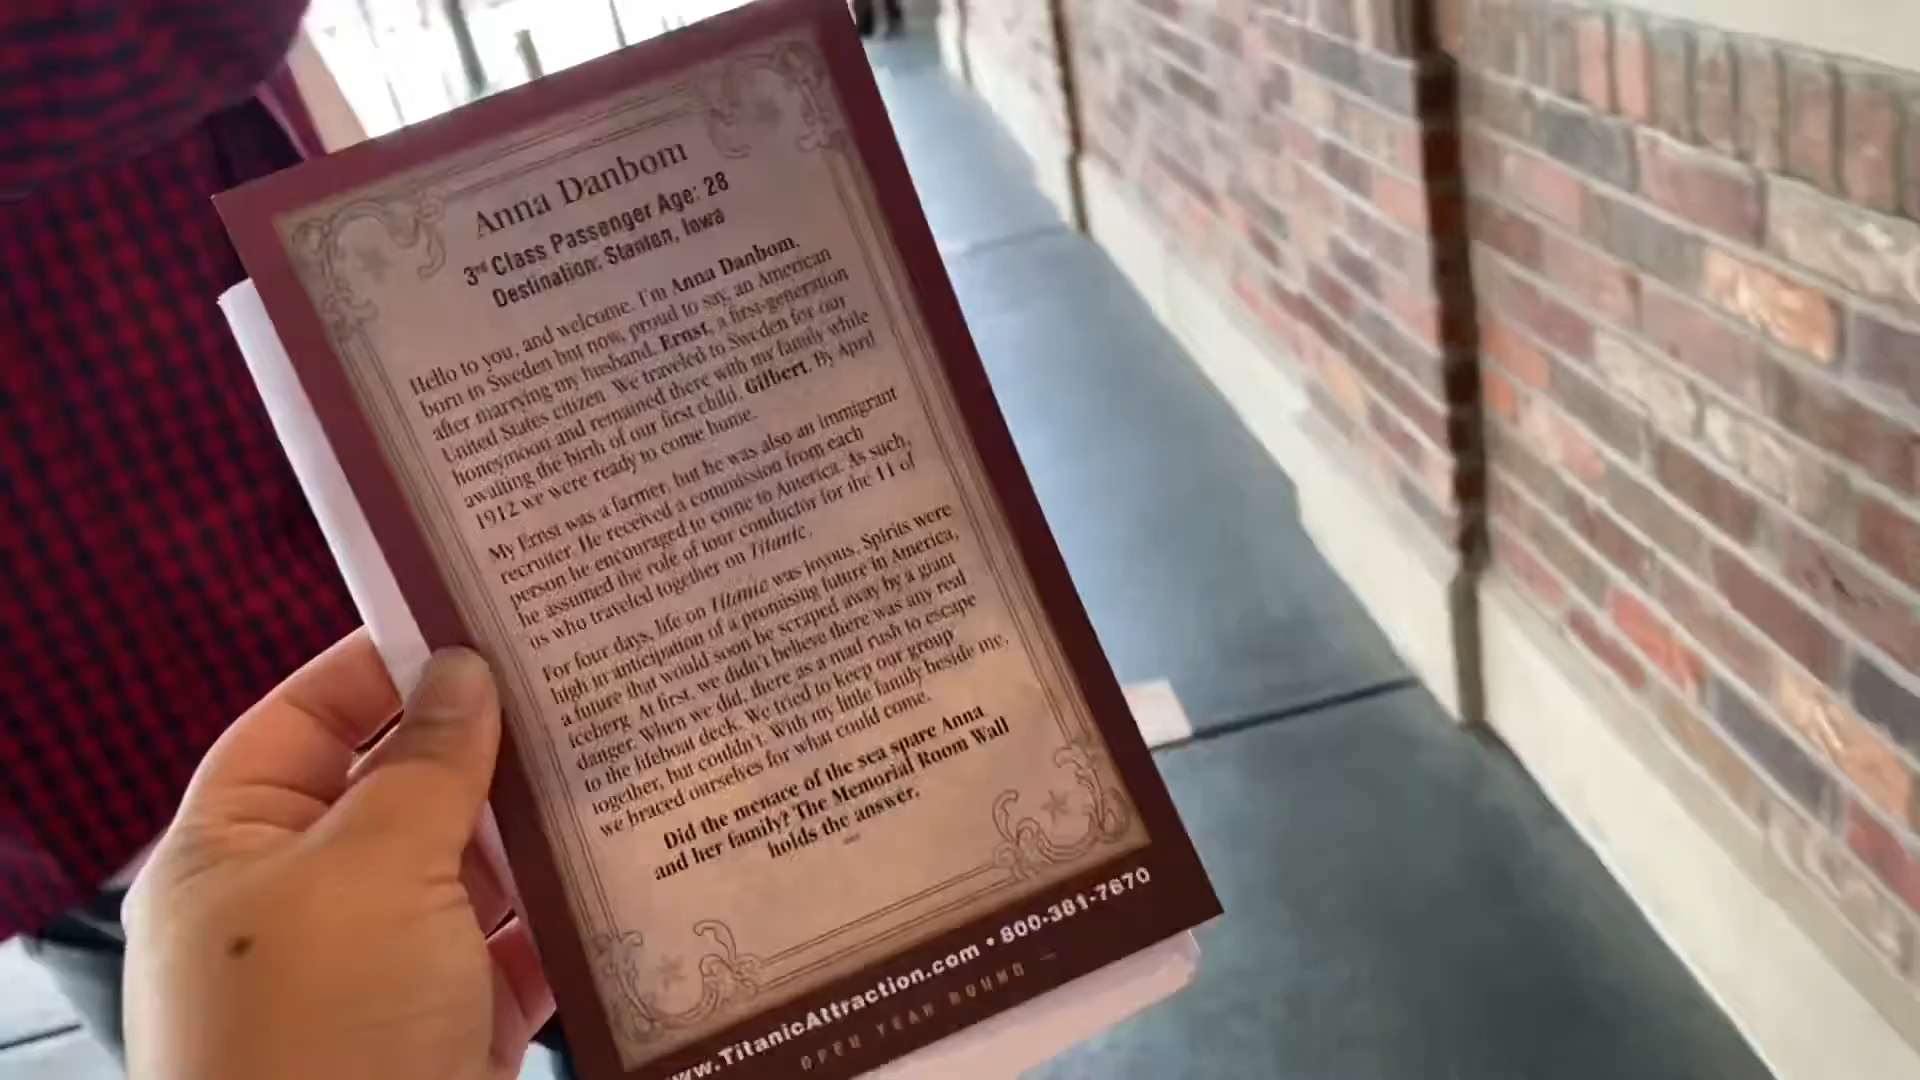 Anna Danbom
3rd Class Passenger Age: 28
Destination: Stanton, Iowa
Hello to you, and welcome. I'm Anna Danbom,
born in Sweden but now, proud to say, an American
after marrying my husband, Ernst, a first-generation
United States citizen. We traveled to Sweden for our
honeymoon and remained there with my family while
awaiting the birth of our first child, Gilbert. By April
1912 we were ready to come home.
My Ernst was a farmer, but he was also an immigrant
recruiter. He received a commission from each
person he encouraged to come to America. As such,
he assumed the role of tour conductor for the 11 of
us who traveled together on Titanic.
For four days, life on Titanic was joyous. Spirits were
high in anticipation of a promising future in America,
a future that would soon be scraped away by a giant
iceberg. At first, we didn't believe there was any real
danger. When we did, there was a mad rush to escape
to the lifeboat deck. We tried to keep our group
together, but couldn't. With my little family beside me,
we braced ourselves for what could come.
Did the menace of the sea spare Anna
and her family? The Memorial Room Wall
holds the answer.
www.TitanicAttraction.com • 800-381-7670
OPEN YEAR ROUND —